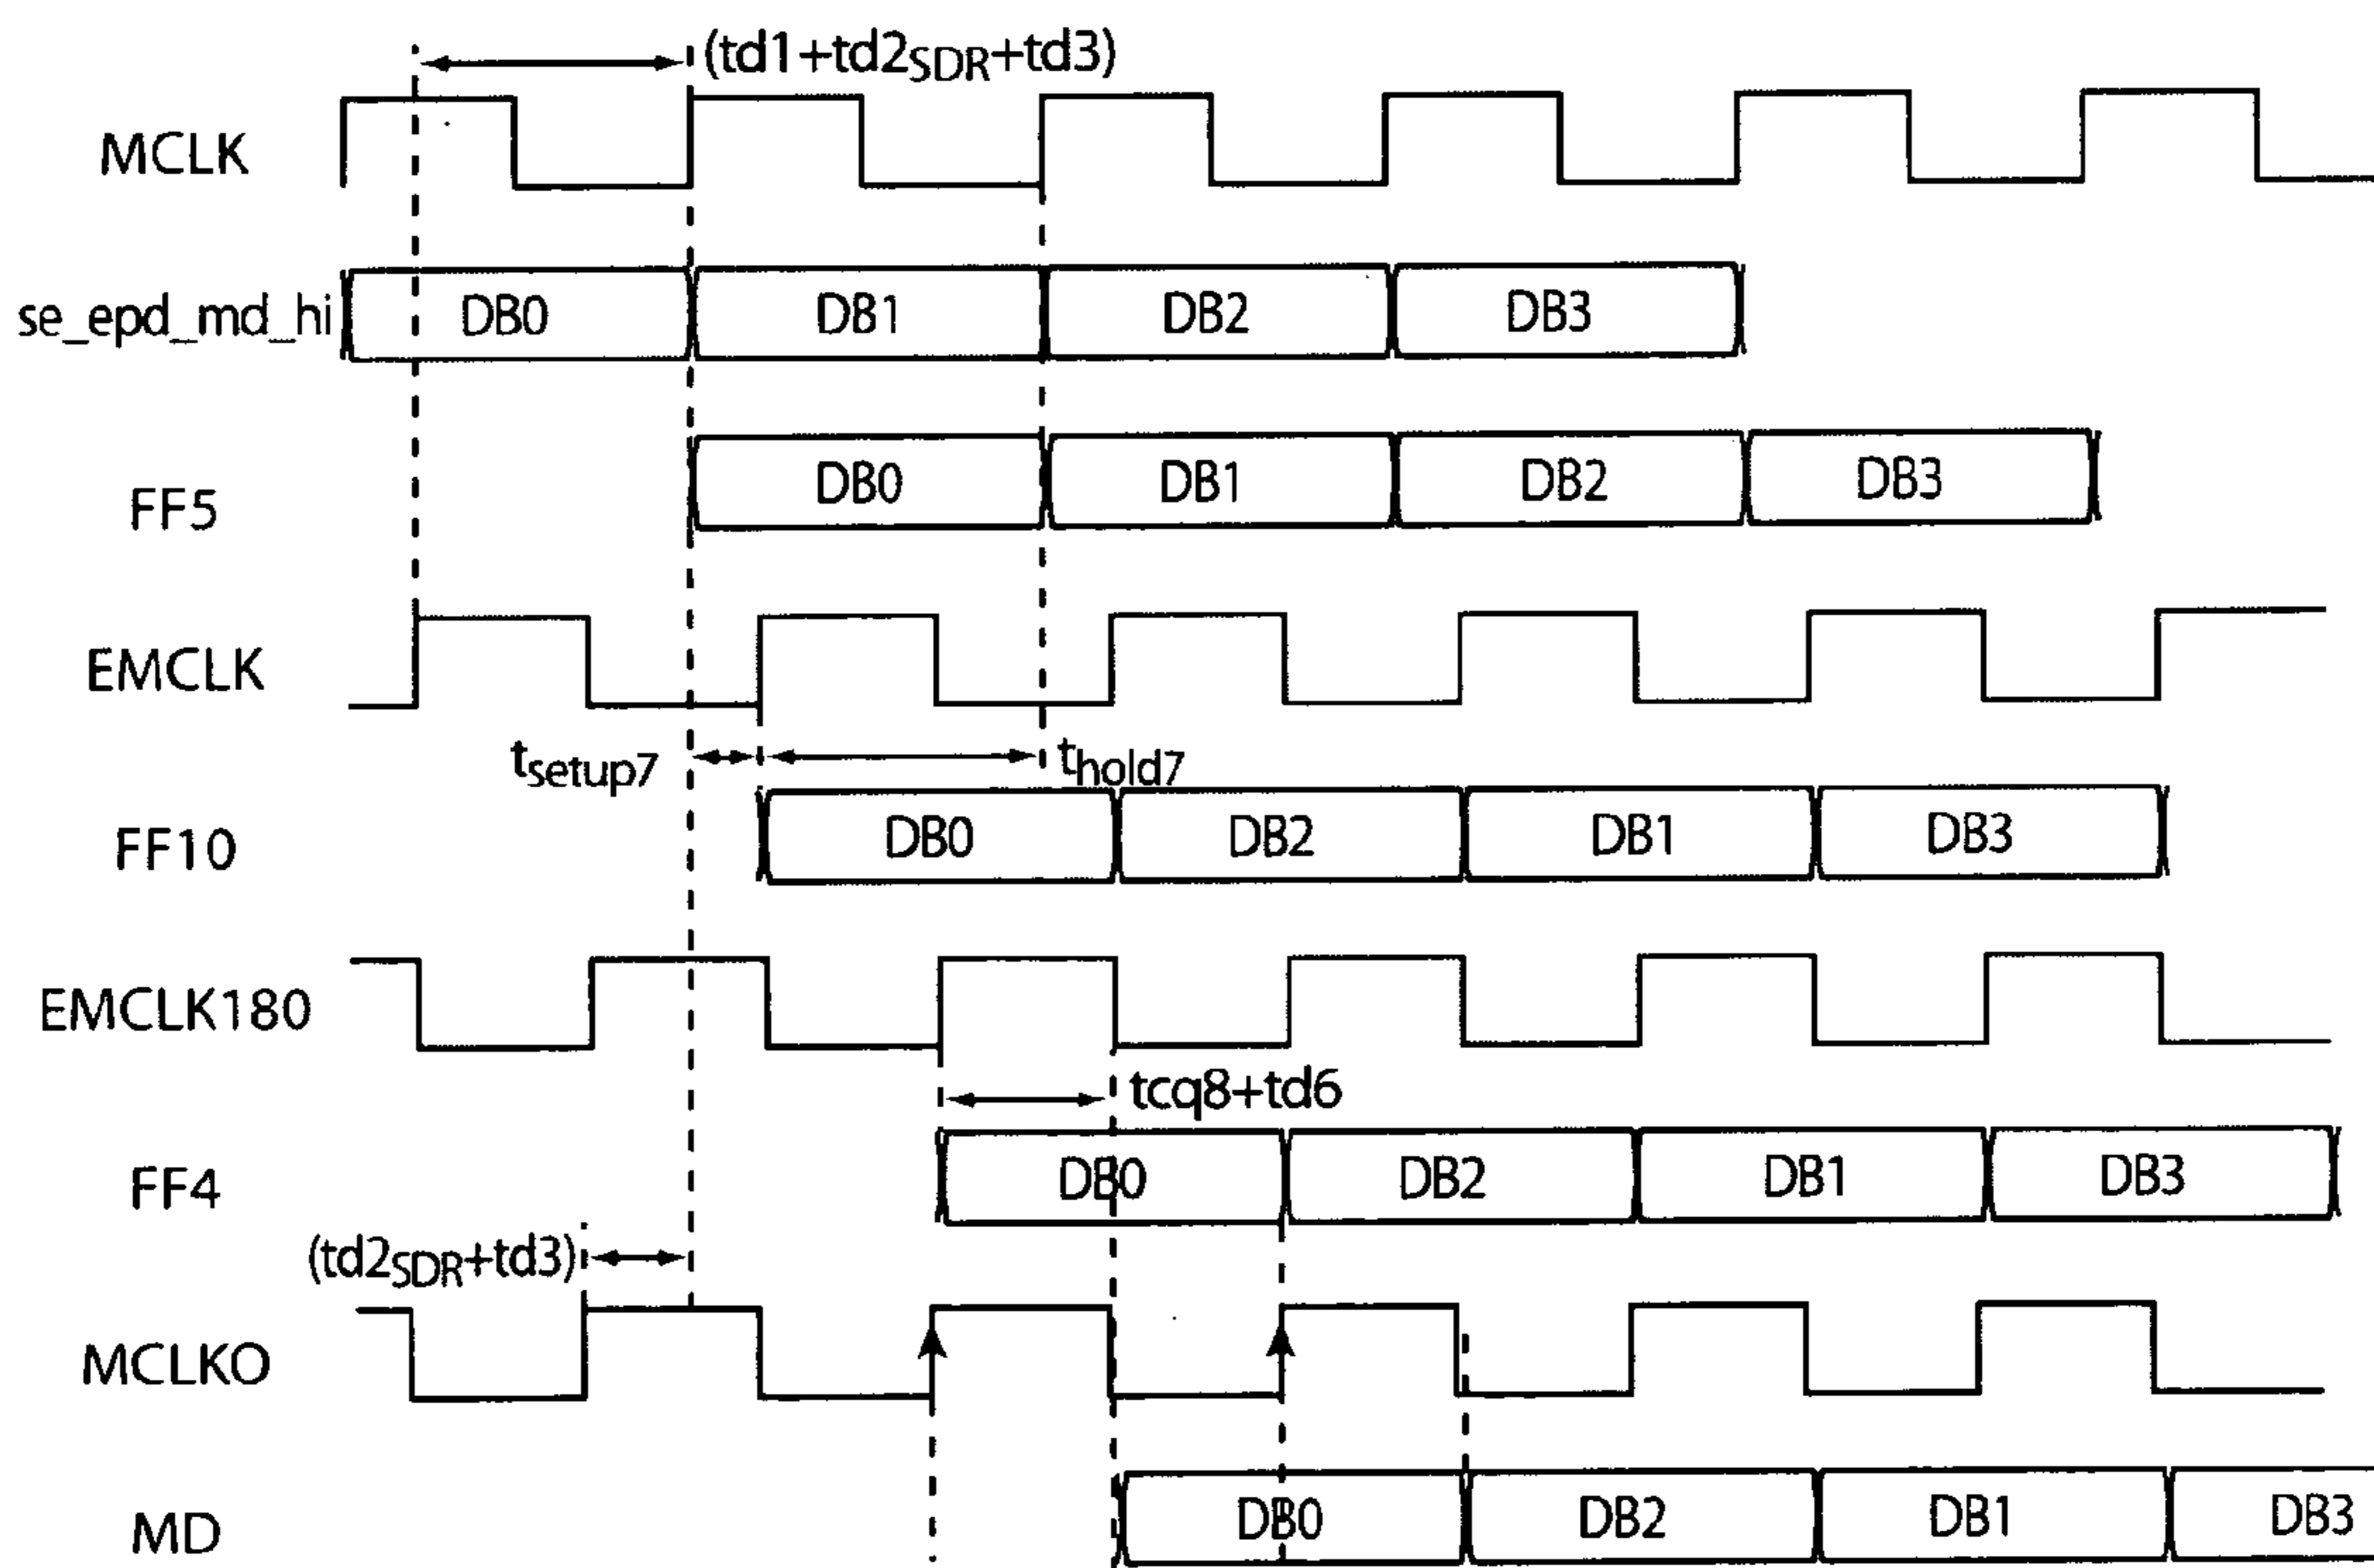 (td1+td2SDR+td3)
MCLK
se_epd_md_hi DB0 DB1 DB2 DB3
FF5 DB0 DB1 DB2 DB3
EMCLK
tsetup7 thold7
FF10 DB0 DB2 DB1 DB3
EMCLK180
tcq8+td6
FF4 DB0 DB2 DB1 DB3
(td2SDR+td3)
MCLKO
MD DB0 DB2 DB1 DB3